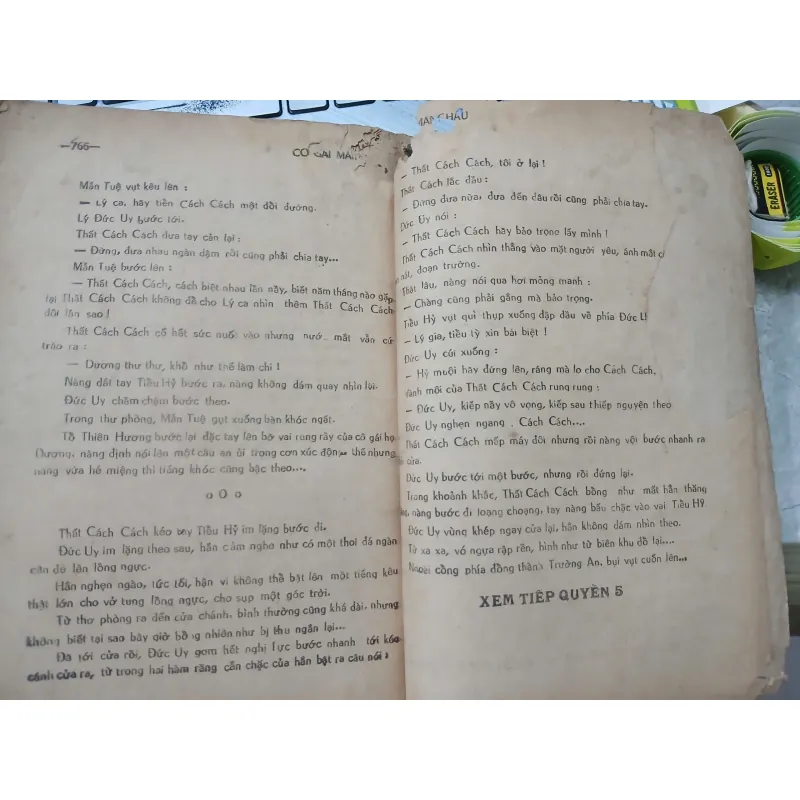 —766—
CÔ GÁI MÃN
Mẫn Tuệ vụt kêu lên :
— Lý ca, hãy tiễn Cách Cách một đồi đường.
Lý Đức Uy bước tới.
Thất Cách Cạch đưa tay cản lại :
— Đừng, đưa nhau ngàn dặm rồi cũng phải chia tay...
Mẫn Tuệ bước lên :
— Thất Cách Cách, cách biệt nhau lần nầy, biết năm tháng nào gặp
lại Thất Cách Cách không để cho Lý ca nhìn thêm Thất Cách Cách
đôi lần sao !
Thất Cách Cách cố hết sức nuốt vào nhưng nướ mắt vẫn cứ
trào ra :
— Dương thư thư, khổ như thế làm chi !
Nàng dắt tay Tiều Hỷ bước ra, nàng không dám quay nhìn lại.
Đức Uy chầm chậm bước theo.
Trong thư phòng, Mẫn Tuệ gục xuống bàn khóc ngất.
Tồ Thiên Hương bước lại đặc tay lên bờ vai rung rẩy của cô gái họ
Dương, nàng định nói lên một câu an ủi trong cơn xúc động, thế nhưng
nàng vừa hé miệng thì tiếng khóc cũng bậc theo....
o O o
Thất Cách Cách kéo tay Tiều Hỷ im lặng bước đi.
Đức Uy im lặng theo sau, hắn cảm nghe như có một thoi đá ngàn
cân đè lên lồng ngực.
Hắn nghẹn ngào, tức tối, hận vì không thể bật lên một tiếng kêu
thật lớn cho vỡ tung lồng ngực, cho sụp một góc trời.
Từ thơ phòng ra đến cửa chánh, bình thường cũng khá dài, nhưng
không biết tại sao bây giờ bỗng nhiên như bị thu ngắn lại...
Đã tới cửa rồi, Đức Uy gom hết nghị lực bước nhanh tới kéo
cánh cửa ra, từ trong hai hàm răng cắn chặc của hắn bật ra câu nói :
MÃN CHÂU
— Thất Cách Cách, tôi ở lại !
Thất Cách lắc đầu :
— Đừng đưa nữa, đưa đến đâu rồi cũng phải chia tay.
Đức Uy nói :
— Thất Cách Cách hãy bảo trọng lấy mình !
Thất Cách Cách nhìn thẳng vào mặt người yêu, ánh mắt
nát, đoạn trường.
Thật lâu, nàng nói qua hơi mỏng manh :
— Chàng cũng phải gắng mà bảo trọng.
Tiều Hỷ vụt quì thụp xuống dập đầu về phía Đức
— Lý gia, tiều tỳ xin bái biệt !
Đức Uy cúi xuống :
— Hỷ muội hãy đứng lên, ráng mà lo cho Cách Cách,
vành môi của Thất Cách Cách rung rung :
— Đức Uy, kiếp nầy vô vọng, kiếp sau thiếp nguyện theo
Đức Uy nghẹn ngang . Cách Cách....
Thất Cách Cách mếp máy đôi nhưng rồi nàng vội bước nhanh ra
cửa.
Đức Uy bước tới một bước, nhưng rồi đứng lại.
Trong khoảnh khắc, Thất Cách Cách bỗng như mất hẳn thăng
nàng bước đi loạng choạng, tay nàng bấu chặc vào vai Tiều Hỷ.
Đức Uy vùng khép ngay cửa lại, hắn không dám nhìn theo.
Từ xa xa, vó ngựa rập rền, hình như từ biên khu đồ lại....
Ngoài cổng phía đông thành Trường An, bụi vụt cuốn lên...
XEM TIẾP QUYỂN 5
ERASER